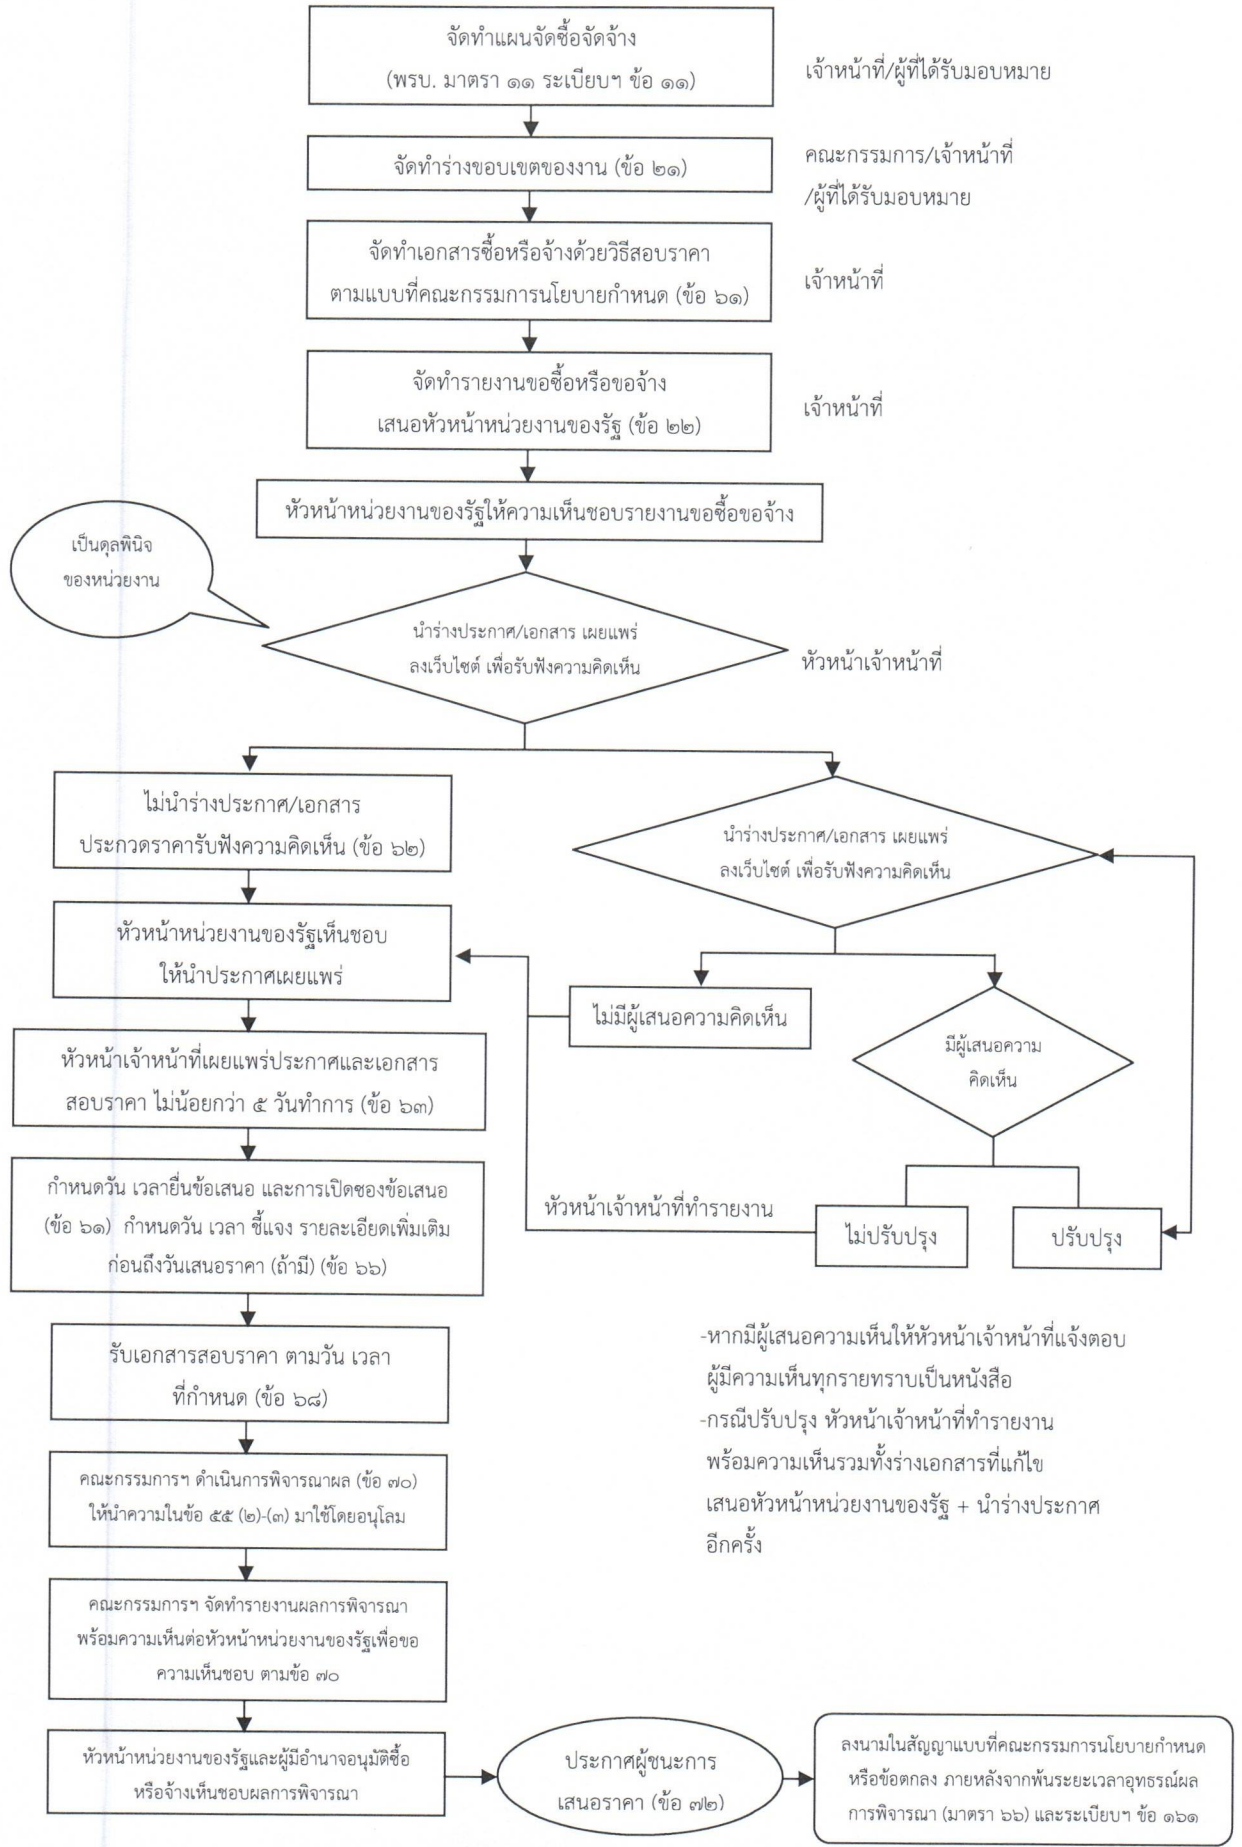 จัดทำแผนจัดซื้อจัดจ้าง
(พรบ. มาตรา ๑๑ ระเบียบฯ ข้อ ๑๑)
เจ้าหน้าที่/ผู้ที่ได้รับมอบหมาย
จัดทำร่างขอบเขตของงาน (ข้อ ๒๑)
คณะกรรมการ/เจ้าหน้าที่
/ผู้ที่ได้รับมอบหมาย
จัดทำเอกสารซื้อหรือจ้างด้วยวิธีสอบราคา
ตามแบบที่คณะกรรมการนโยบายกำหนด (ข้อ ๖๑)
เจ้าหน้าที่
จัดทำรายงานขอซื้อหรือขอจ้าง
เสนอหัวหน้าหน่วยงานของรัฐ (ข้อ ๒๒)
เจ้าหน้าที่
หัวหน้าหน่วยงานของรัฐให้ความเห็นชอบรายงานขอซื้อขอจ้าง
เป็นดุลพินิจ
ของหน่วยงาน
นำร่างประกาศ/เอกสาร เผยแพร่
ลงเว็บไซต์ เพื่อรับฟังความคิดเห็น
หัวหน้าเจ้าหน้าที่
ไม่นำร่างประกาศ/เอกสาร
ประกวดราคารับฟังความคิดเห็น (ข้อ ๖๒)
นำร่างประกาศ/เอกสาร เผยแพร่
ลงเว็บไซต์ เพื่อรับฟังความคิดเห็น
หัวหน้าหน่วยงานของรัฐเห็นชอบ
ให้นำประกาศเผยแพร่
ไม่มีผู้เสนอความคิดเห็น
มีผู้เสนอความ
คิดเห็น
หัวหน้าเจ้าหน้าที่เผยแพร่ประกาศและเอกสาร
สอบราคา ไม่น้อยกว่า ๕ วันทำการ (ข้อ ๖๓)
กำหนดวัน เวลายื่นข้อเสนอ และการเปิดซองข้อเสนอ
(ข้อ ๖๑) กำหนดวัน เวลา ชี้แจง รายละเอียดเพิ่มเติม
ก่อนถึงวันเสนอราคา (ถ้ามี) (ข้อ ๖๖)
หัวหน้าเจ้าหน้าที่ทำรายงาน
ไม่ปรับปรุง
ปรับปรุง
รับเอกสารสอบราคา ตามวัน เวลา
ที่กำหนด (ข้อ ๖๘)
-หากมีผู้เสนอความเห็นให้หัวหน้าเจ้าหน้าที่แจ้งตอบ
ผู้มีความเห็นทุกรายทราบเป็นหนังสือ
-กรณีปรับปรุง หัวหน้าเจ้าหน้าที่ทำรายงาน
พร้อมความเห็นรวมทั้งร่างเอกสารที่แก้ไข
เสนอหัวหน้าหน่วยงานของรัฐ + นำร่างประกาศ
อีกครั้ง
คณะกรรมการฯ ดำเนินการพิจารณาผล (ข้อ ๗๐)
ให้นำความในข้อ ๕๕ (๒)-(๓) มาใช้โดยอนุโลม
คณะกรรมการฯ จัดทำรายงานผลการพิจารณา
พร้อมความเห็นต่อหัวหน้าหน่วยงานของรัฐเพื่อขอ
ความเห็นชอบ ตามข้อ ๗๐
หัวหน้าหน่วยงานของรัฐและผู้มีอำนาจอนุมัติซื้อ
หรือจ้างเห็นชอบผลการพิจารณา
ประกาศผู้ชนะการ
เสนอราคา (ข้อ ๗๒)
ลงนามในสัญญาแบบที่คณะกรรมการนโยบายกำหนด
หรือข้อตกลง ภายหลังจากพ้นระยะเวลาอุทธรณ์ผล
การพิจารณา (มาตรา ๖๖) และระเบียบฯ ข้อ ๑๖๑